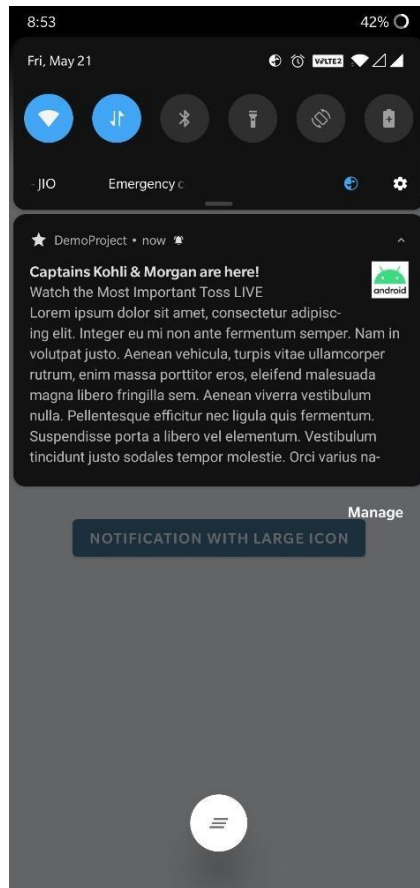 8:53 42%
Fri, May 21 VoLTE2
- JIO Emergency c
DemoProject • now
Captains Kohli & Morgan are here!
android
Watch the Most Important Toss LIVE
Lorem ipsum dolor sit amet, consectetur adipisc-
ing elit. Integer eu mi non ante fermentum semper. Nam in
volutpat justo. Aenean vehicula, turpis vitae ullamcorper
rutrum, enim massa porttitor eros, eleifend malesuada
magna libero fringilla sem. Aenean viverra vestibulum
nulla. Pellentesque efficitur nec ligula quis fermentum.
Suspendisse porta a libero vel elementum. Vestibulum
tincidunt justo sodales tempor molestie. Orci varius na-
Manage
NOTIFICATION WITH LARGE ICON